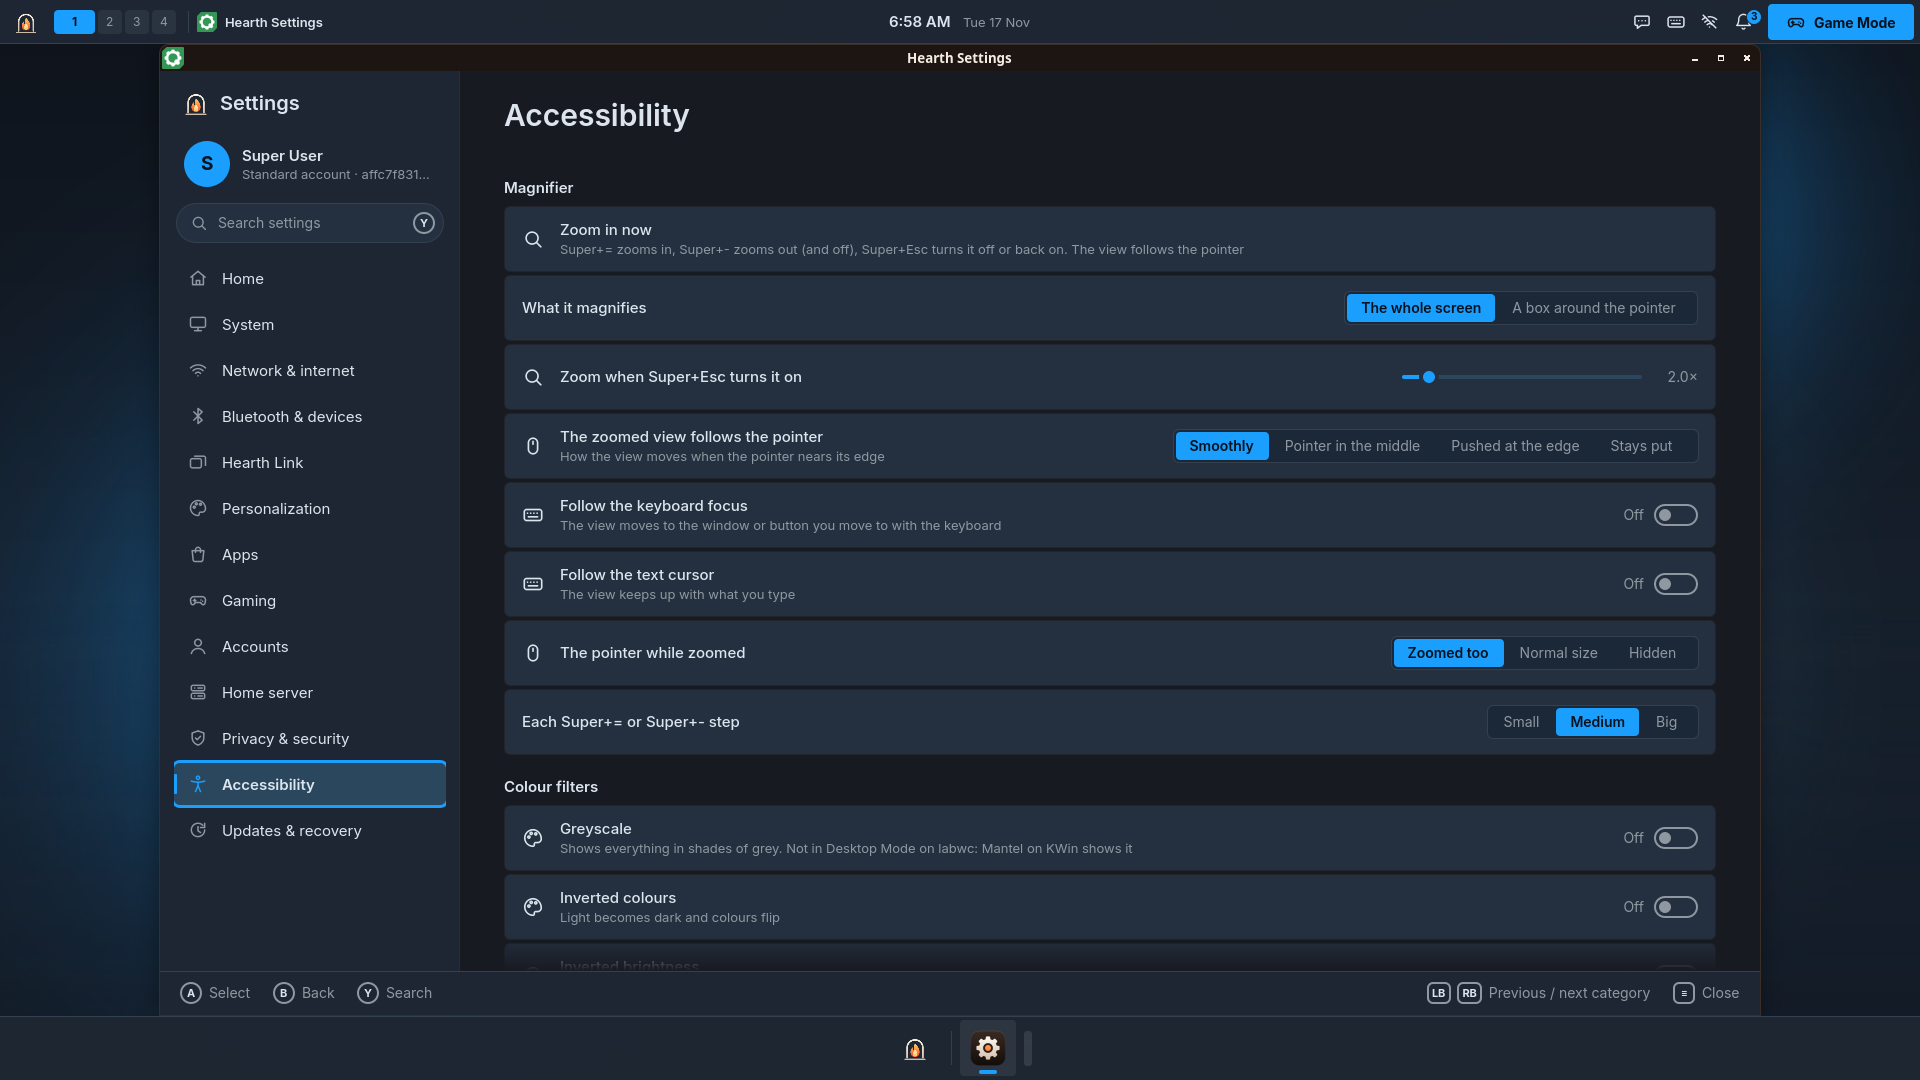 1 2 3 4 Hearth Settings
6:58 AM Tue 17 Nov
3
Game Mode
Hearth Settings
Settings
S
Super User
Standard account · affc7f831...
Search settings Y
Home
System
Network & internet
Bluetooth & devices
Hearth Link
Personalization
Apps
Gaming
Accounts
Home server
Privacy & security
Accessibility
Updates & recovery
Accessibility
Magnifier
Zoom in now
Super+= zooms in, Super+- zooms out (and off), Super+Esc turns it off or back on. The view follows the pointer
What it magnifies The whole screen A box around the pointer
Zoom when Super+Esc turns it on 2.0×
The zoomed view follows the pointer
How the view moves when the pointer nears its edge
Smoothly Pointer in the middle Pushed at the edge Stays put
Follow the keyboard focus
The view moves to the window or button you move to with the keyboard
Off
Follow the text cursor
The view keeps up with what you type
Off
The pointer while zoomed Zoomed too Normal size Hidden
Each Super+= or Super+- step Small Medium Big
Colour filters
Greyscale
Shows everything in shades of grey. Not in Desktop Mode on labwc: Mantel on KWin shows it
Off
Inverted colours
Light becomes dark and colours flip
Off
Inverted brightness
A Select B Back Y Search
LB RB Previous / next category Close